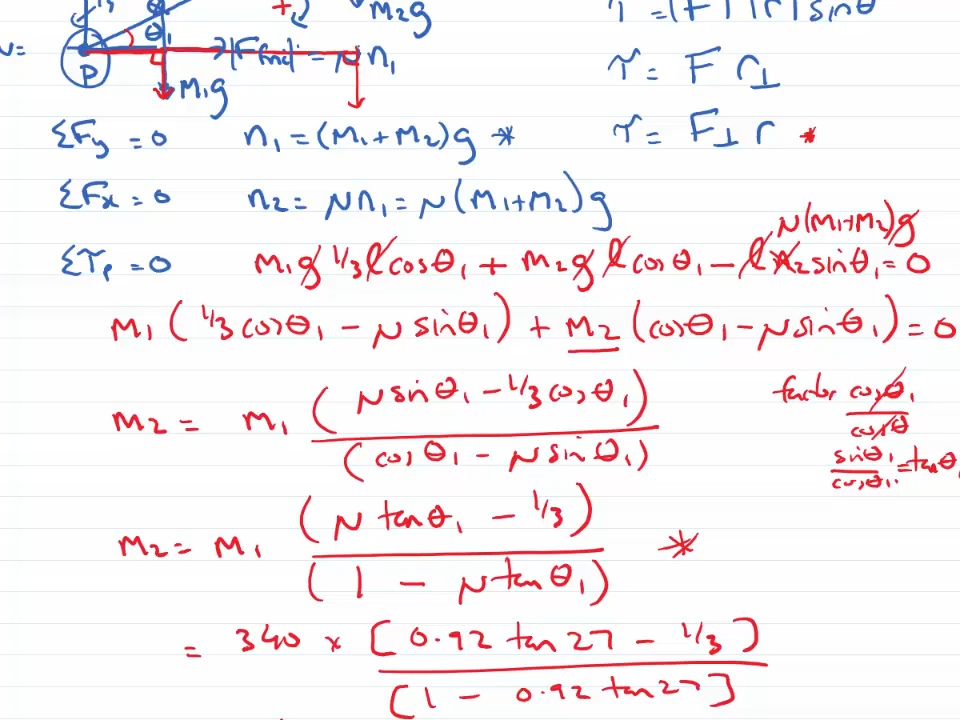 θ₁ + M₂g τ = |F||r| sinθ
θ₁
P |F_fric| = μn₁ τ = F r⊥
M₁g
ΣFy = 0 n₁ = (M₁+M₂)g * τ = F⊥ r *
ΣFx = 0 n₂ = μn₁ = μ(M₁+M₂)g
μ(M₁+M₂)g
Στp = 0 M₁g 1/3 l cosθ₁ + M₂g l cosθ₁ - l n₂ sinθ₁ = 0
M₁(1/3 cosθ₁ - μ sinθ₁) + M₂(cosθ₁ - μ sinθ₁) = 0
M₂ = M₁ (μ sinθ₁ - 1/3 cosθ₁) / (cosθ₁ - μ sinθ₁)
factor cosθ₁ / cosθ
sinθ₁ / cosθ₁ = tanθ
M₂ = M₁ (μ tanθ₁ - 1/3) / (1 - μ tanθ₁) *
= 340 × [0.92 tan 27 - 1/3] / [1 - 0.92 tan 27]